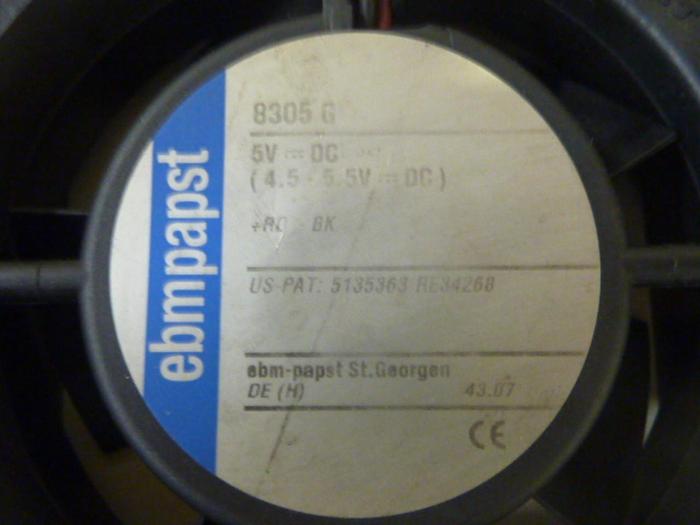 ebmpapst
8305 G
5V ⎓ DC
( 4.5 - 5.5V ⎓ DC )
+RD - BK
US-PAT: 5135363 RE34268
ebm-papst St.Georgen
DE (H) 43.07
CE